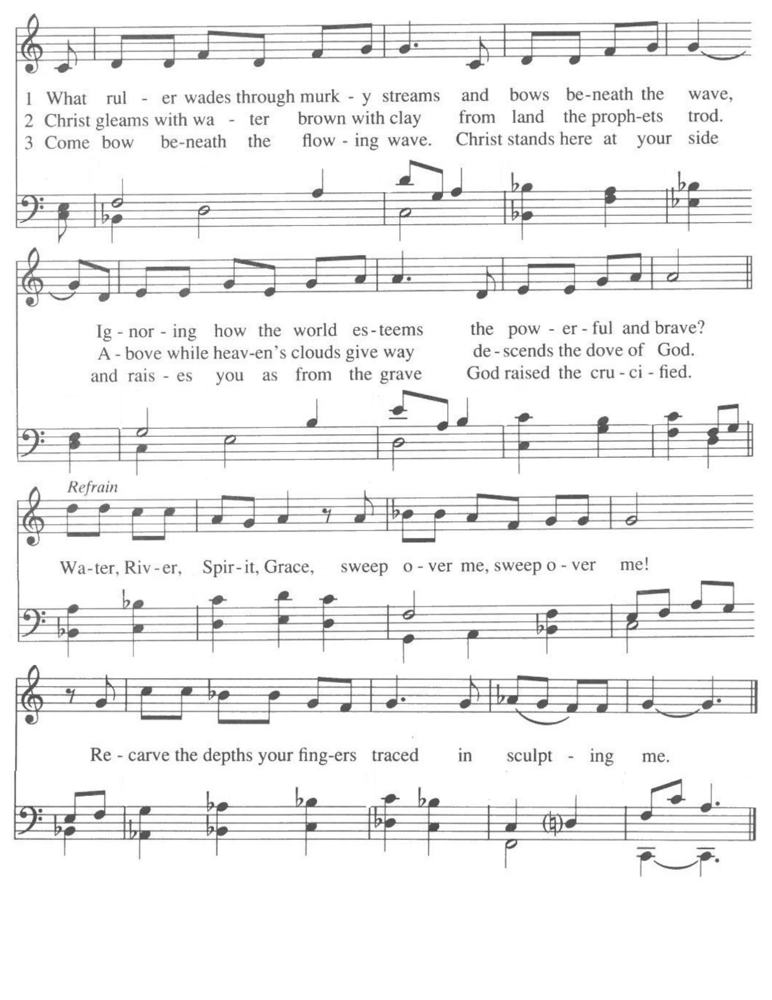 1 What rul - er wades through murk - y streams and bows be-neath the wave,
2 Christ gleams with wa - ter brown with clay from land the proph-ets trod.
3 Come bow be-neath the flow - ing wave. Christ stands here at your side
Ig - nor - ing how the world es-teems the pow - er - ful and brave?
A - bove while heav-en's clouds give way de - scends the dove of God.
and rais - es you as from the grave God raised the cru - ci - fied.
Refrain
Wa-ter, Riv-er, Spir-it, Grace, sweep o - ver me, sweep o - ver me!
Re - carve the depths your fing-ers traced in sculpt - ing me.